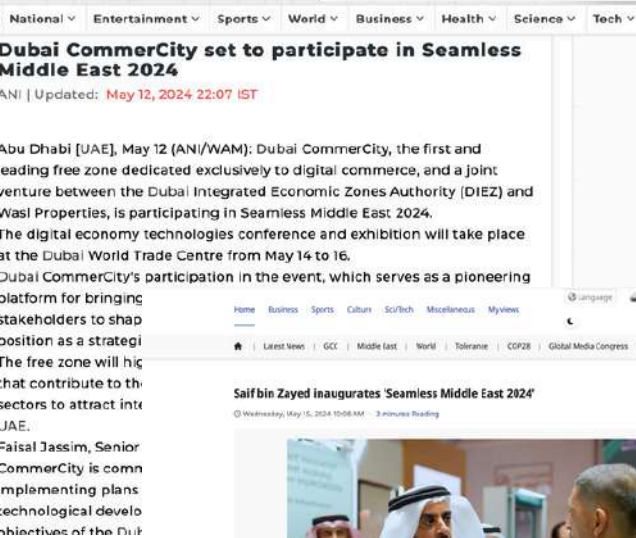 National Entertainment Sports World Business Health Science Tech
Dubai CommerCity set to participate in Seamless
Middle East 2024
ANI | Updated: May 12, 2024 22:07 IST
Abu Dhabi [UAE], May 12 (ANI/WAM): Dubai CommerCity, the first and
leading free zone dedicated exclusively to digital commerce, and a joint
venture between the Dubai Integrated Economic Zones Authority (DIEZ) and
Wasl Properties, is participating in Seamless Middle East 2024.
The digital economy technologies conference and exhibition will take place
at the Dubai World Trade Centre from May 14 to 16.
Dubai CommerCity's participation in the event, which serves as a pioneering
platform for bringing
stakeholders to shap
position as a strategi
The free zone will hig
that contribute to the
sectors to attract inte
UAE.
Faisal Jassim, Senior
CommerCity is comm
implementing plans
technological develo
objectives of the Dub
Language
Home Business Sports Culture Sci/Tech Miscellaneous My views
Latest News | GCC | Middle East | World | Tolerance | COP28 | Global Media Congress
Saif bin Zayed inaugurates 'Seamless Middle East 2024'
Wednesday, May 15, 2024 10:08 AM - 3 minutes Reading